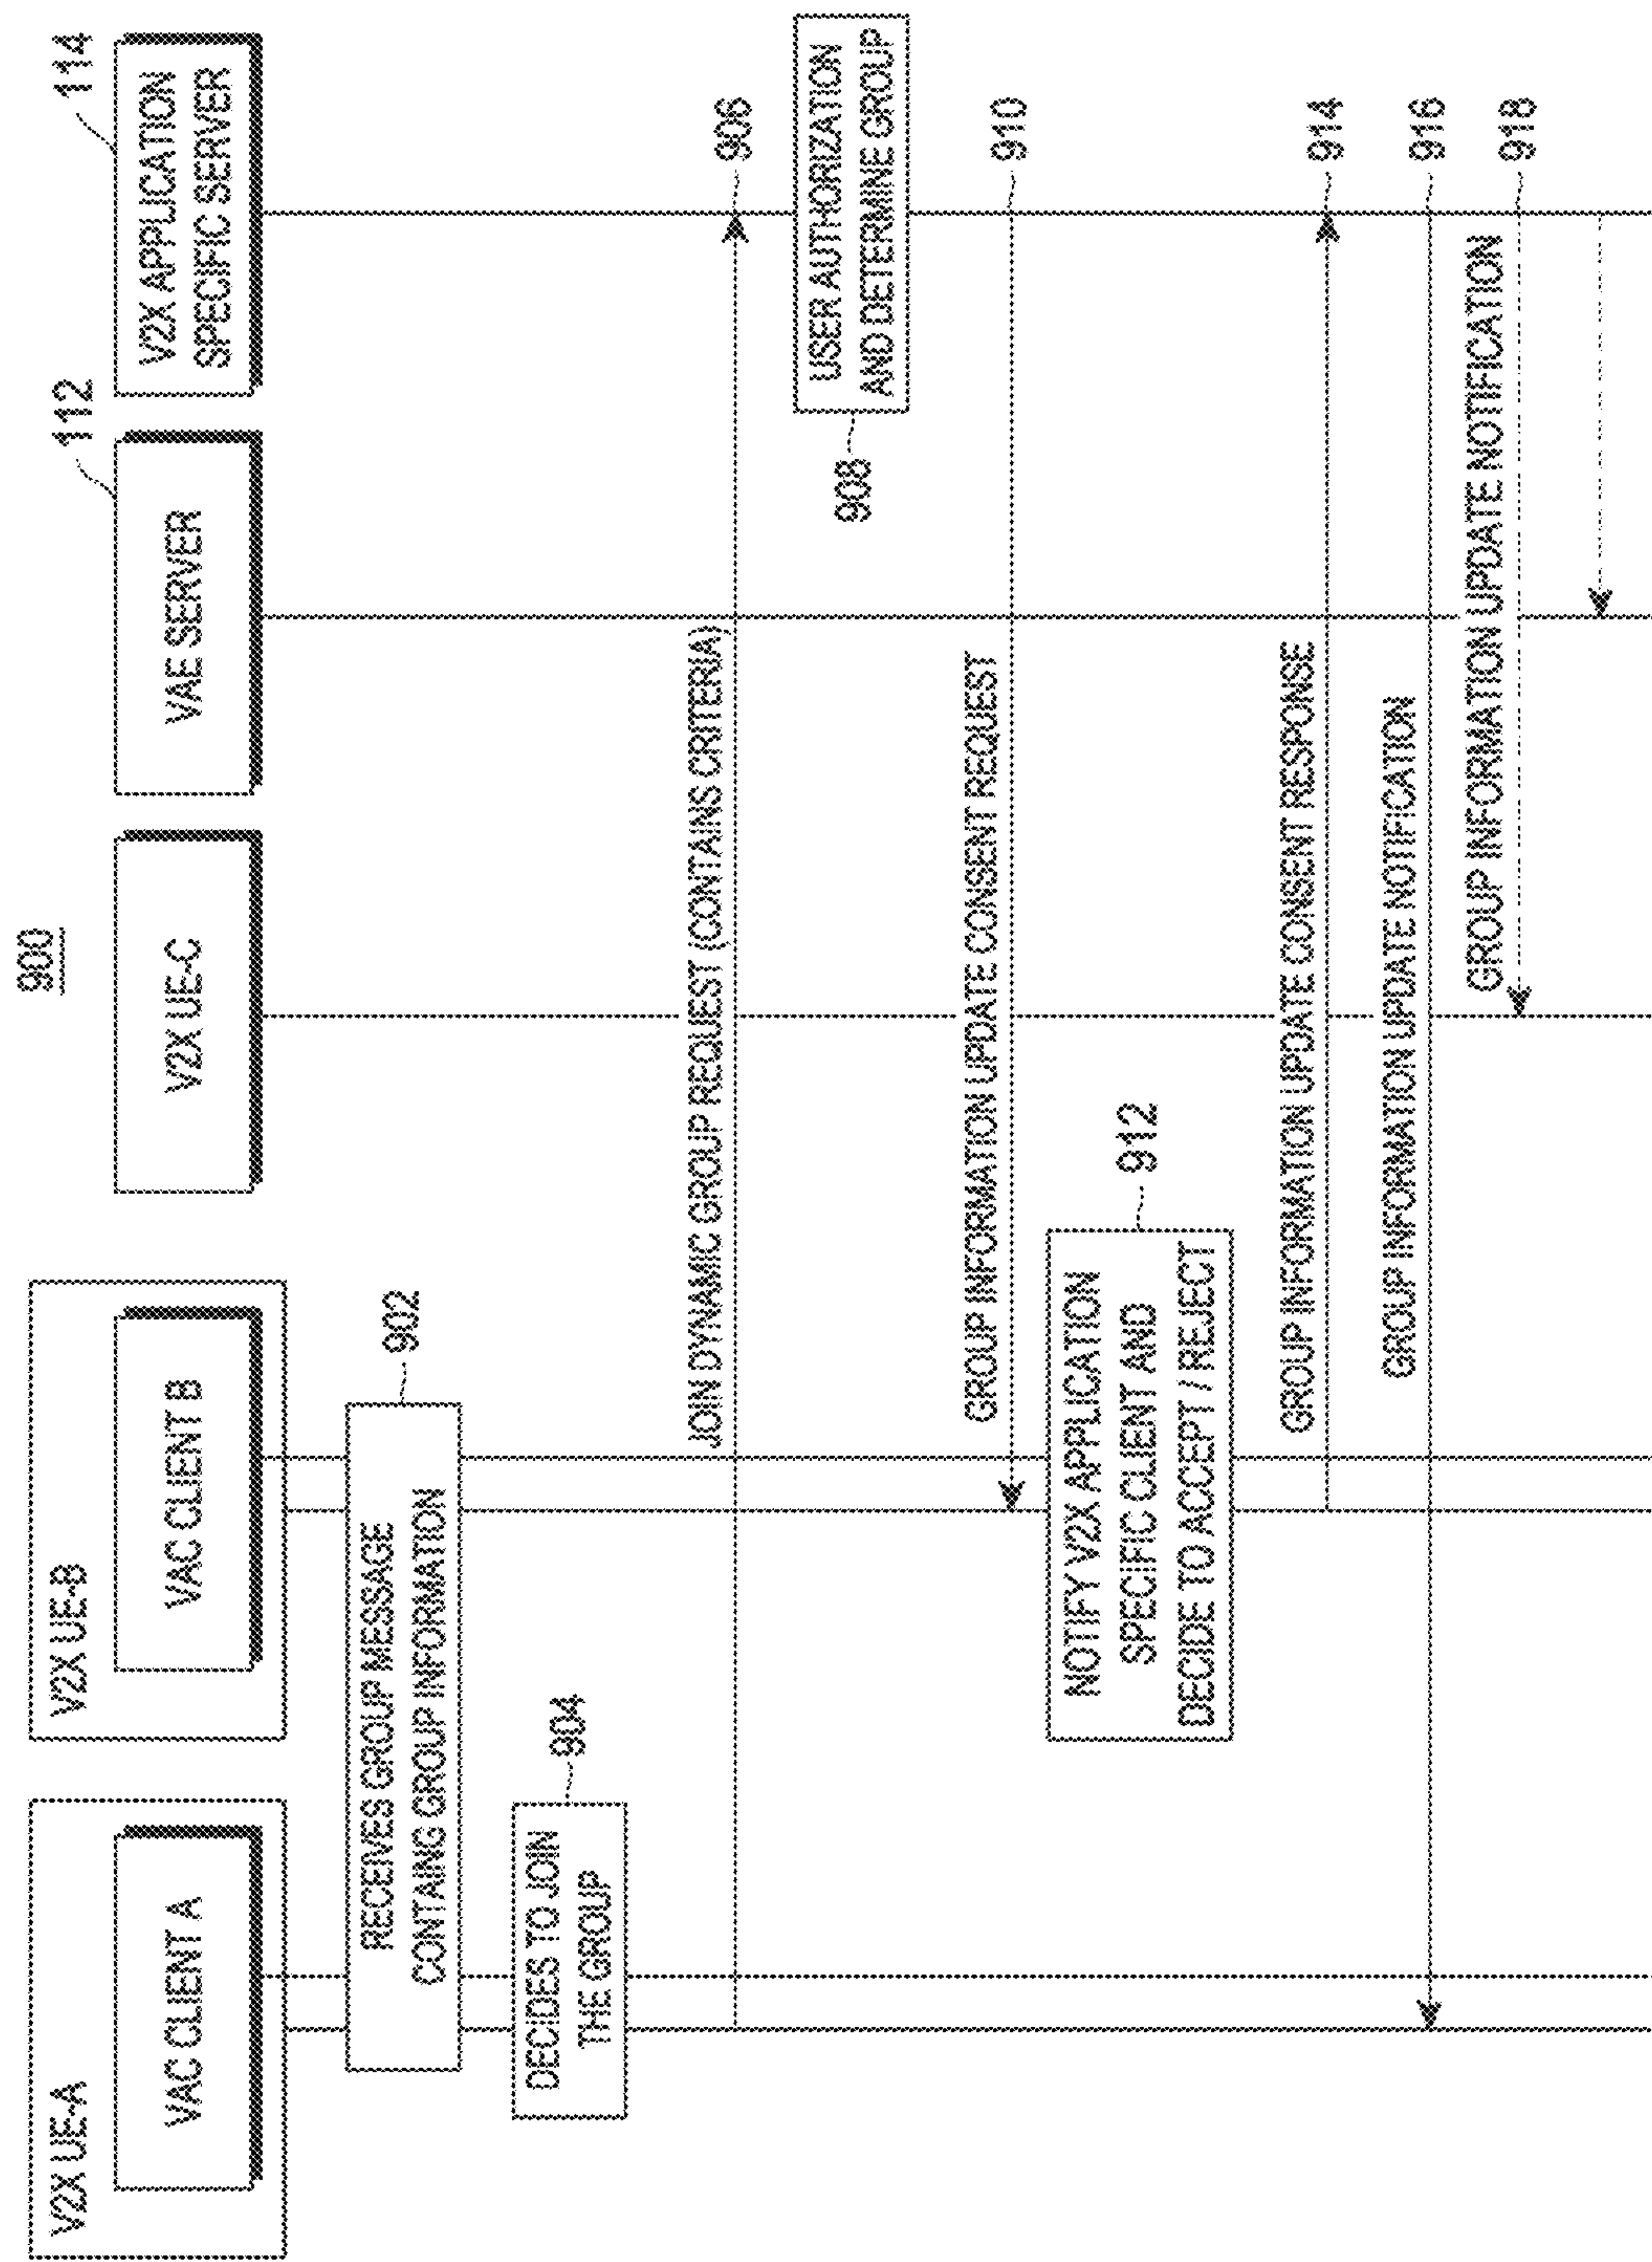 900
V2X UE-A
VAC CLIENT A
V2X UE-B
VAC CLIENT B
V2X UE-C
112
VAE SERVER
114
V2X APPLICATION
SPECIFIC SERVER
902
RECEIVES GROUP MESSAGE
CONTAING GROUP INFORMATION
904
DECIDES TO JOIN
THE GROUP
JOIN DYNAMIC GROUP REQUEST (CONTAINS CRITERIA)
906
USER AUTHORIZATION
AND DETERMINE GROUP
908
GROUP INFORMATION UPDATE CONSENT REQUEST
910
NOTIFY V2X APPLICATION
SPECIFIC CLIENT AND
DECIDE TO ACCEPT / REJECT
912
GROUP INFORMATION UPDATE CONSENT RESPONSE
914
GROUP INFORMATION UPDATE NOTIFICATION
916
GROUP INFORMATION UPDATE NOTIFICATION
918